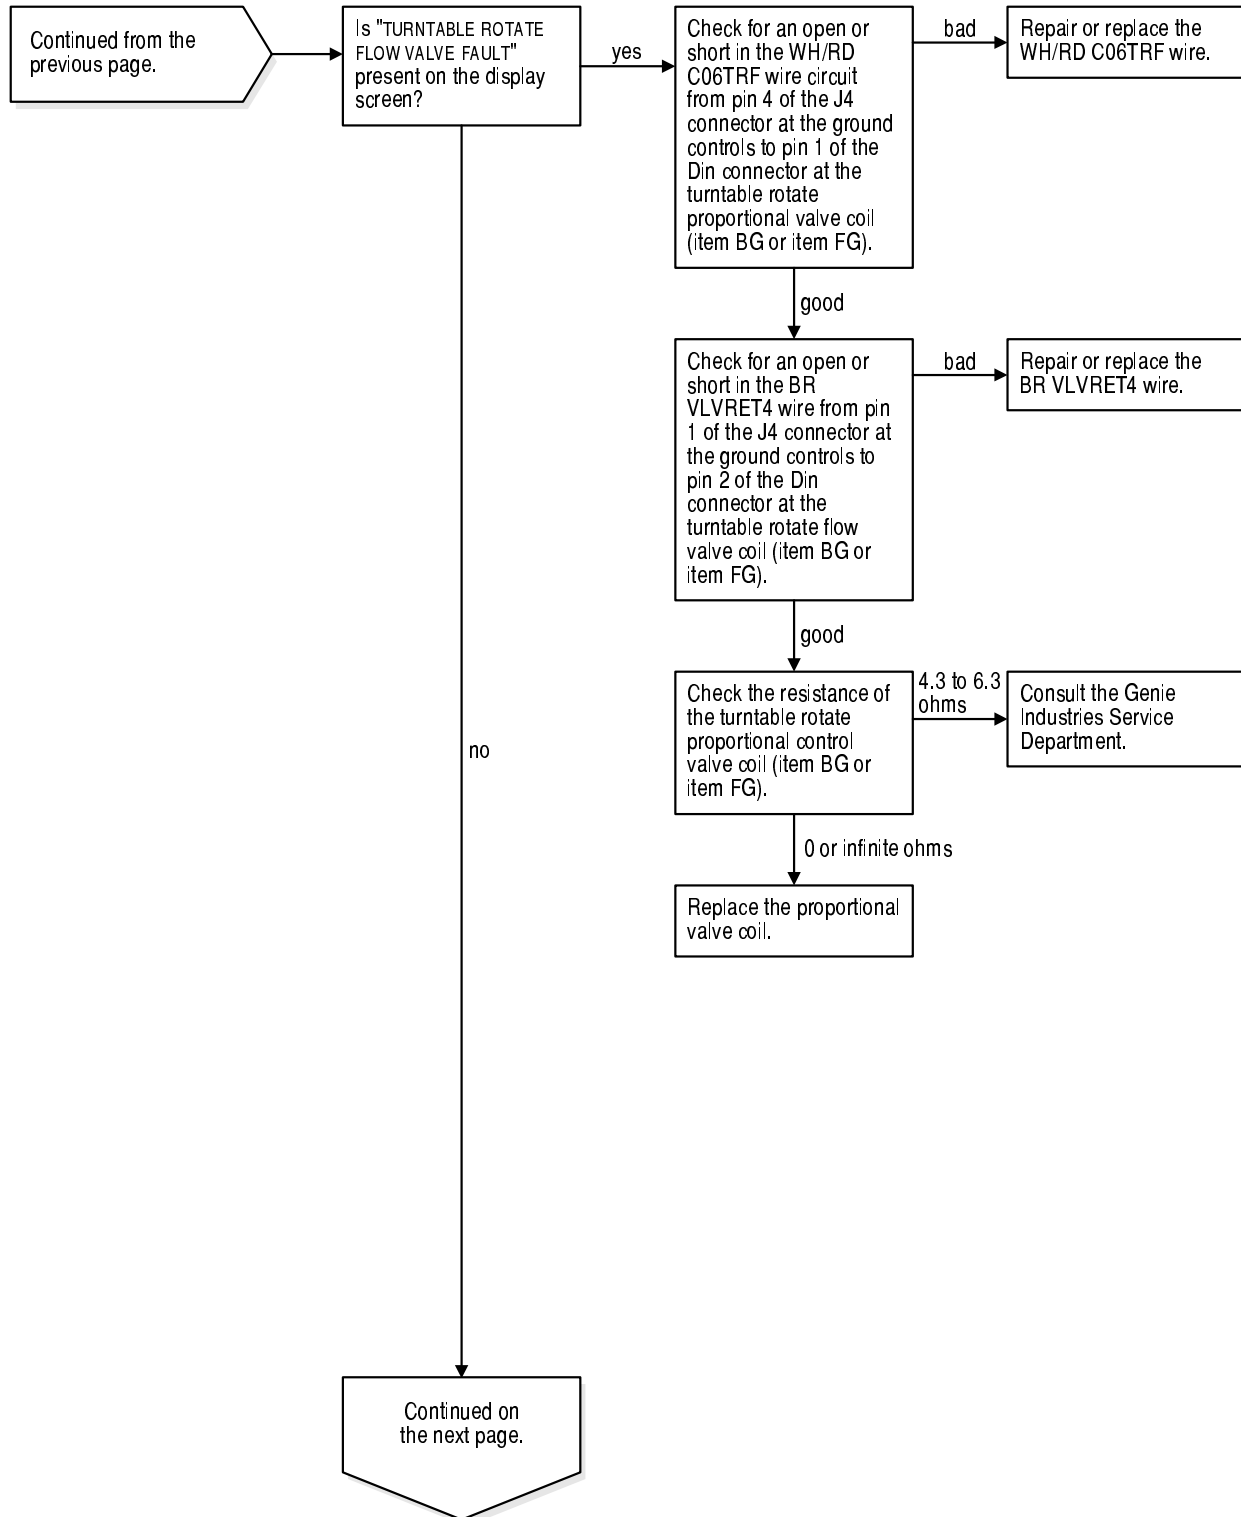 Continued from the
previous page.
Is "TURNTABLE ROTATE
FLOW VALVE FAULT"
present on the display
screen?
yes
Check for an open or
short in the WH/RD
C06TRF wire circuit
from pin 4 of the J4
connector at the ground
controls to pin 1 of the
Din connector at the
turntable rotate
proportional valve coil
(item BG or item FG).
bad
Repair or replace the
WH/RD C06TRF wire.
good
Check for an open or
short in the BR
VLVRET4 wire from pin
1 of the J4 connector at
the ground controls to
pin 2 of the Din
connector at the
turntable rotate flow
valve coil (item BG or
item FG).
bad
Repair or replace the
BR VLVRET4 wire.
good
Check the resistance of
the turntable rotate
proportional control
valve coil (item BG or
item FG).
4.3 to 6.3
ohms
Consult the Genie
Industries Service
Department.
no
0 or infinite ohms
Replace the proportional
valve coil.
Continued on
the next page.